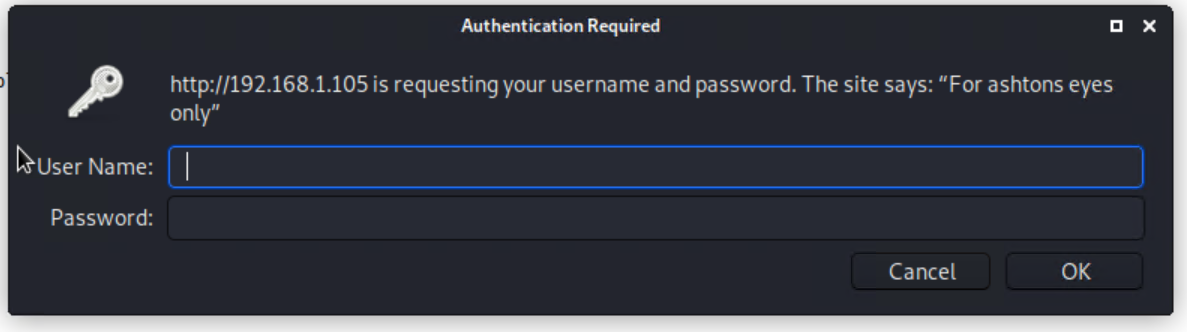 Authentication Required
http://192.168.1.105 is requesting your username and password. The site says: “For ashtons eyes
only”
User Name:
Password:
Cancel OK